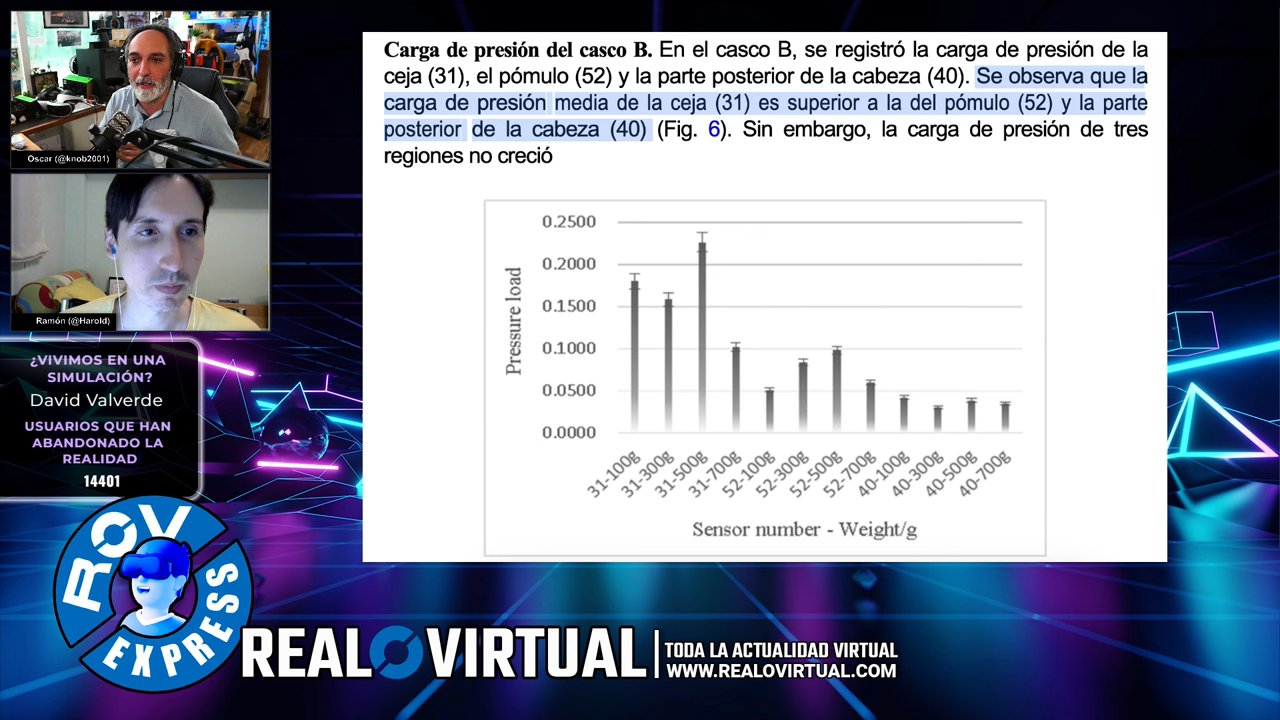 Oscar (@knob2001)
Ramón (@Harold)
¿VIVIMOS EN UNA
SIMULACIÓN?
David Valverde
USUARIOS QUE HAN
ABANDONADO LA
REALIDAD
14401
Carga de presión del casco B. En el casco B, se registró la carga de presión de la
ceja (31), el pómulo (52) y la parte posterior de la cabeza (40). Se observa que la
carga de presión media de la ceja (31) es superior a la del pómulo (52) y la parte
posterior de la cabeza (40) (Fig. 6). Sin embargo, la carga de presión de tres
regiones no creció
Pressure load
0.2500
0.2000
0.1500
0.1000
0.0500
0.0000
31-100g
31-300g
31-500g
31-700g
52-100g
52-300g
52-500g
52-700g
40-100g
40-300g
40-500g
40-700g
Sensor number - Weight/g
ROV
EXPRESS
REAL O VIRTUAL
TODA LA ACTUALIDAD VIRTUAL
WWW.REALOVIRTUAL.COM